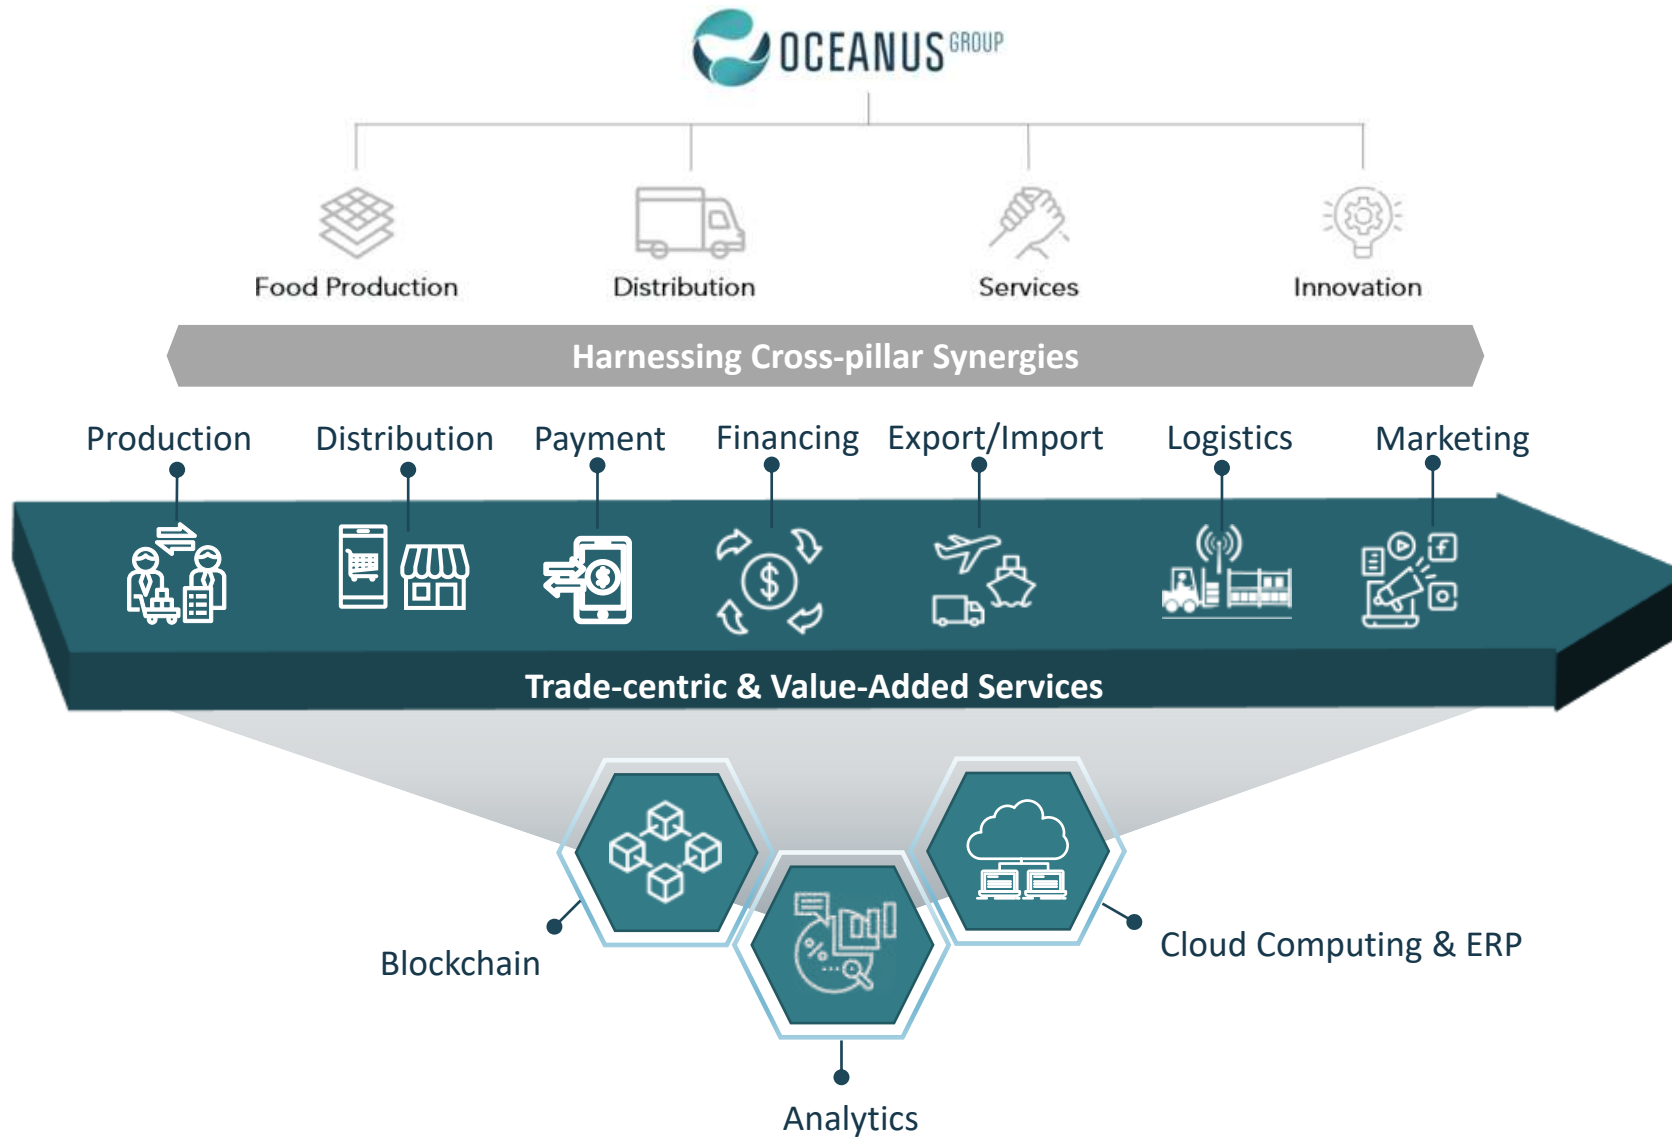 OCEANUS GROUP
Food Production
Distribution
Services
Innovation
Harnessing Cross-pillar Synergies
Production
Distribution
Payment
Financing
Export/Import
Logistics
Marketing
Trade-centric & Value-Added Services
Blockchain
Cloud Computing & ERP
Analytics